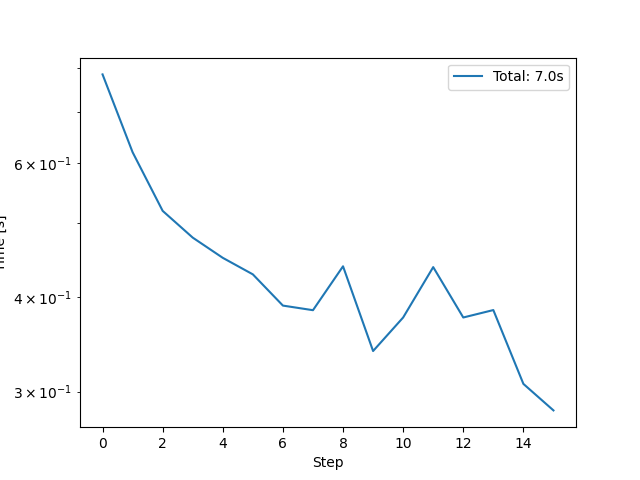 Total: 7.0s
6 × 10⁻¹
4 × 10⁻¹
3 × 10⁻¹
Time [s]
0 2 4 6 8 10 12 14
Step